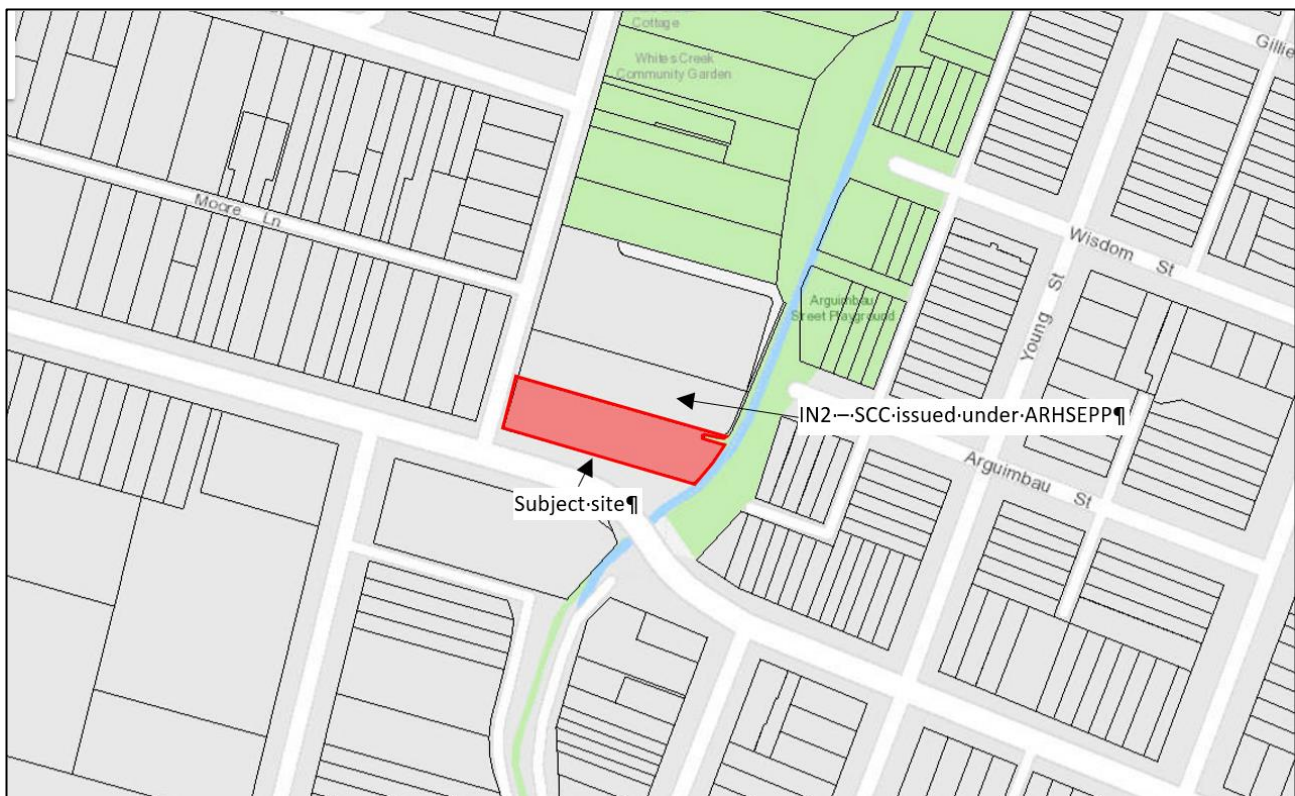 Cottage
White's Creek
Community Garden
Gillie
Moore Ln
Wisdom St
Young St
Arguimbau
Street Playground
IN2·–·SCC·issued·under·ARHSEPP¶
Arguimbau St
Subject·site¶